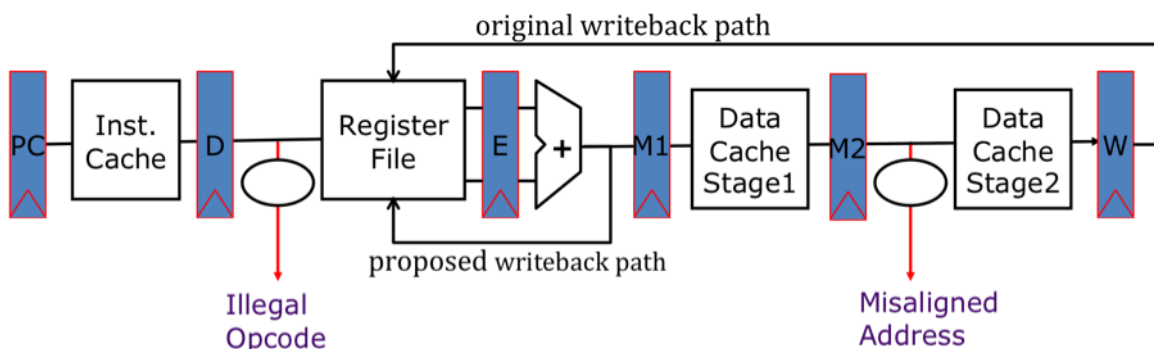 original writeback path
PC
Inst.
Cache
D
Register
File
E
+
M1
Data
Cache
Stage1
M2
Data
Cache
Stage2
W
proposed writeback path
Illegal
Opcode
Misaligned
Address